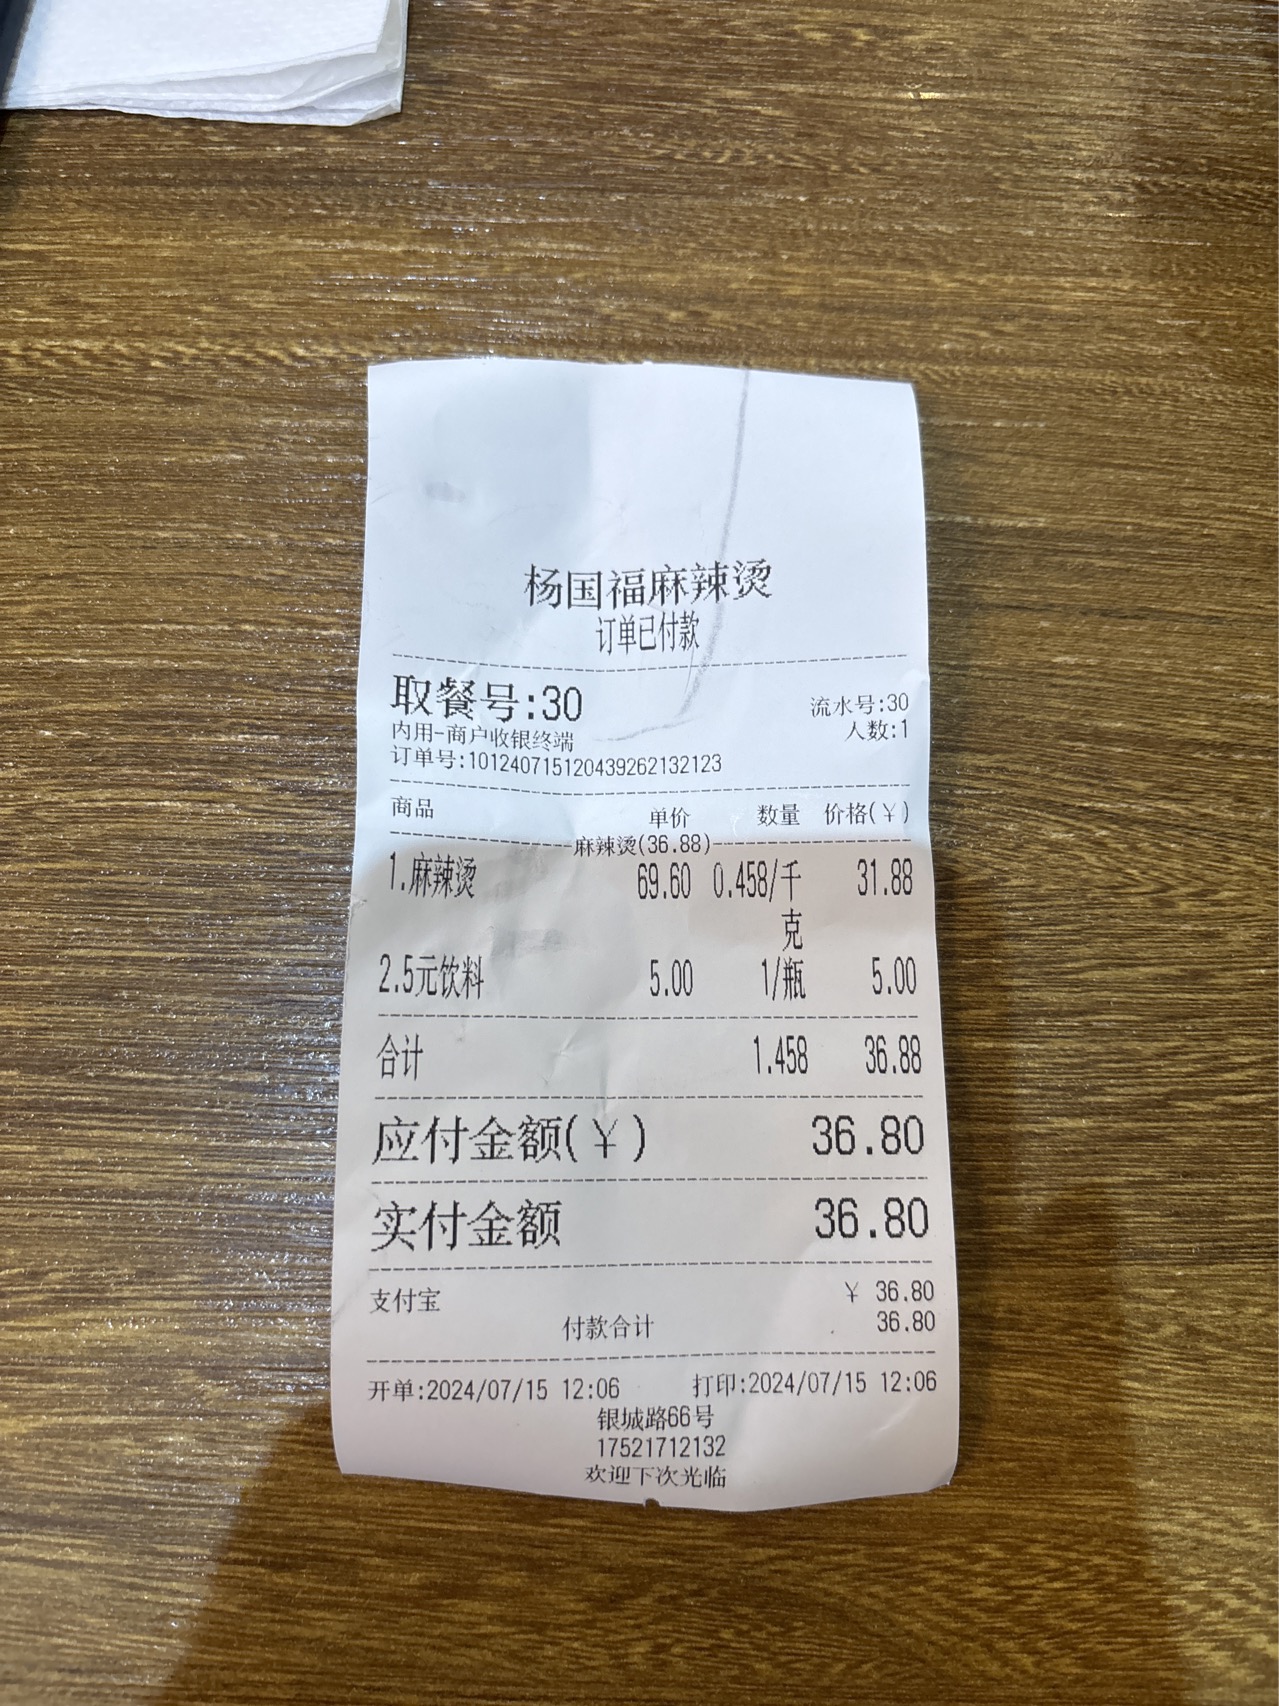 杨国福麻辣烫
订单已付款
取餐号:30 流水号:30
内用-商户收银终端 人数:1
订单号:101240715120439262132123
商品 单价 数量 价格(¥)
麻辣烫(36.88)
1.麻辣烫 69.60 0.458/千克 31.88
2.5元饮料 5.00 1/瓶 5.00
合计 1.458 36.88
应付金额(¥) 36.80
实付金额 36.80
支付宝 ¥ 36.80
付款合计 36.80
开单:2024/07/15 12:06 打印:2024/07/15 12:06
银城路66号
17521712132
欢迎下次光临